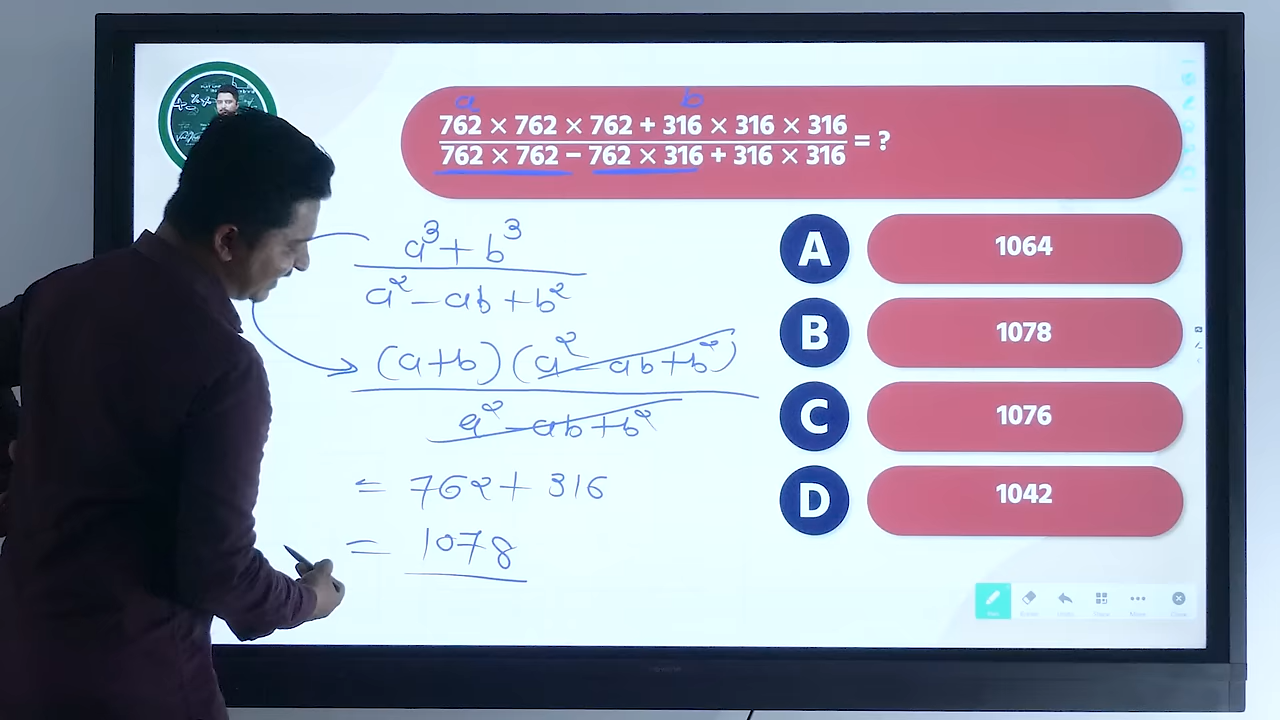 a b
762 × 762 × 762 + 316 × 316 × 316
762 × 762 − 762 × 316 + 316 × 316
= ?
a³ + b³
a² − ab + b²
(a+b) (a² − ab + b²)
a² − ab + b²
= 762 + 316
= 1078
A 1064
B 1078
C 1076
D 1042